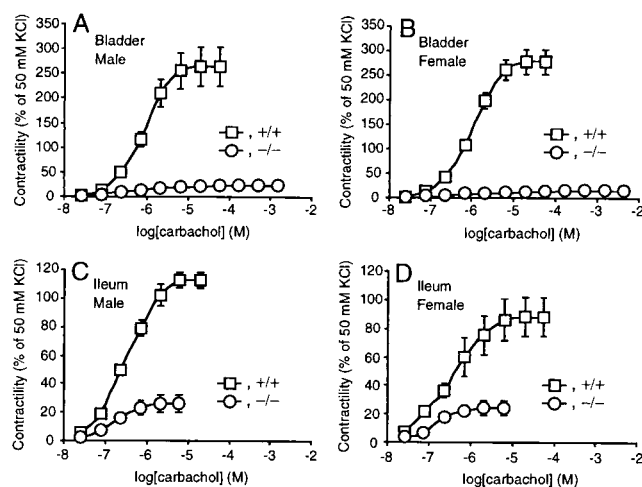 A
Bladder
Male
Contractility (% of 50 mM KCl)
350
300
250
200
150
100
50
0
, +/+
, −/−
-8 -7 -6 -5 -4 -3 -2
log[carbachol] (M)
B
Bladder
Female
Contractility (% of 50 mM KCl)
350
300
250
200
150
100
50
0
, +/+
, −/−
-8 -7 -6 -5 -4 -3 -2
log[carbachol] (M)
C
Ileum
Male
Contractility (% of 50 mM KCl)
120
100
80
60
40
20
0
, +/+
, −/−
-8 -7 -6 -5 -4 -3 -2 -1
log[carbachol] (M)
D
Ileum
Female
Contractility (% of 50 mM KCl)
120
100
80
60
40
20
0
, +/+
, −/−
-8 -7 -6 -5 -4 -3 -2 -1
log[carbachol] (M)